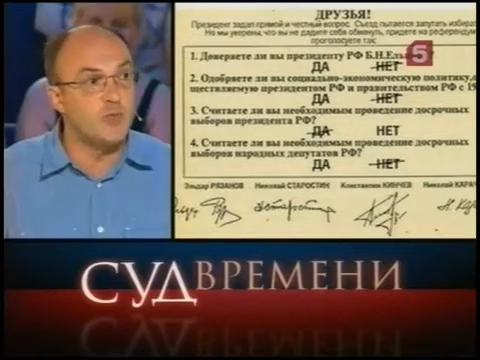 ДРУЗЬЯ!
Президент задал прямой и честный вопрос. Съезд пытается запутать
Но мы уверены, что вы не дадите себя обмануть, придете на
проголосуете так:
1. Доверяете ли вы президенту РФ Б.Н.
ДА НЕТ
2. Одобряете ли вы социально-экономическую политику,
президентом РФ и правительством РФ с 19
ДА НЕТ
3. Считаете ли вы необходимым проведение досрочных
выборов президента РФ?
ДА НЕТ
4. Считаете ли вы необходимым проведение досрочных
выборов народных депутатов РФ?
ДА НЕТ
Эльдар РЯЗАНОВ Николай СТАРОСТИН Константин КИНЧЕВ Николай КАРАЧ
5
СУД ВРЕМЕНИ